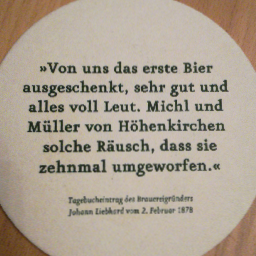 »Von uns das erste Bier
ausgeschenkt, sehr gut und
alles voll Leut. Michl und
Müller von Höhenkirchen
solche Räusch, dass sie
zehnmal umgeworfen.«
Tagebucheintrag des Brauereigründers
Johann Liebhard vom 2. Februar 1878